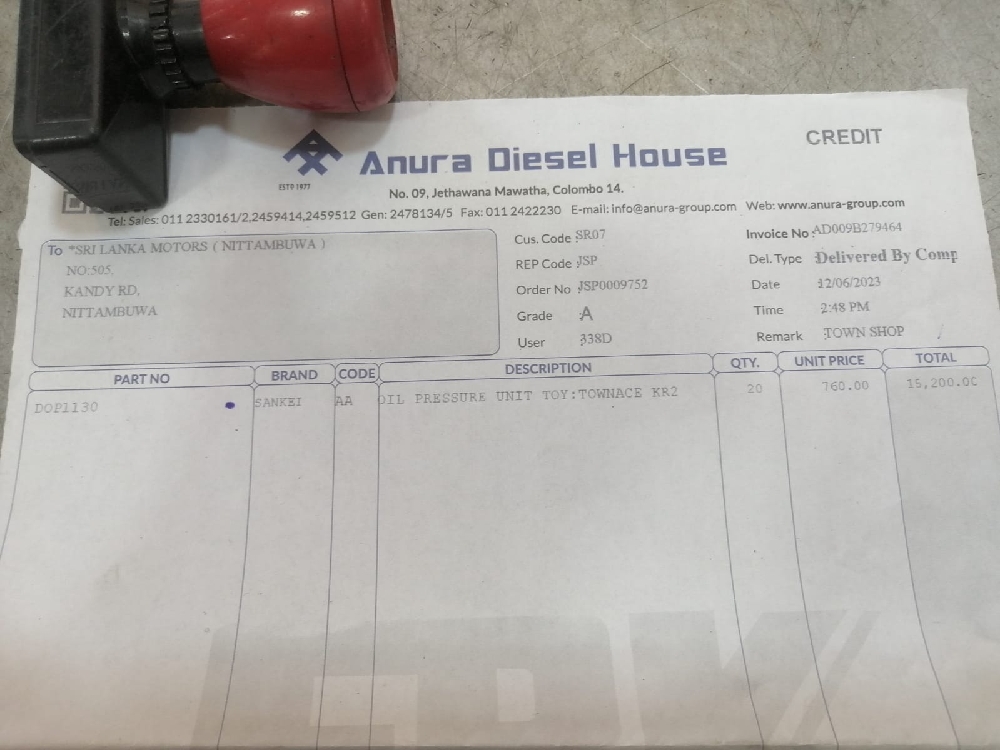 CREDIT
Anura Diesel House
ESTD 1977
No. 09, Jethawana Mawatha, Colombo 14.
Tel: Sales: 011 2330161/2,2459414,2459512 Gen: 2478134/5 Fax: 011 2422230 E-mail: info@anura-group.com Web: www.anura-group.com
To *SRI LANKA MOTORS ( NITTAMBUWA )
NO:505,
KANDY RD,
NITTAMBUWA
Cus. Code : SR07
REP Code : JSP
Order No : JSP0009752
Grade : A
User : 338D
Invoice No : AD009B279464
Del. Type : Delivered By Comp
Date : 12/06/2023
Time : 2:48 PM
Remark : TOWN SHOP
PART NO BRAND CODE DESCRIPTION QTY. UNIT PRICE TOTAL
DOP1130 SANKEI AA OIL PRESSURE UNIT TOY:TOWNACE KR2 20 760.00 15,200.00